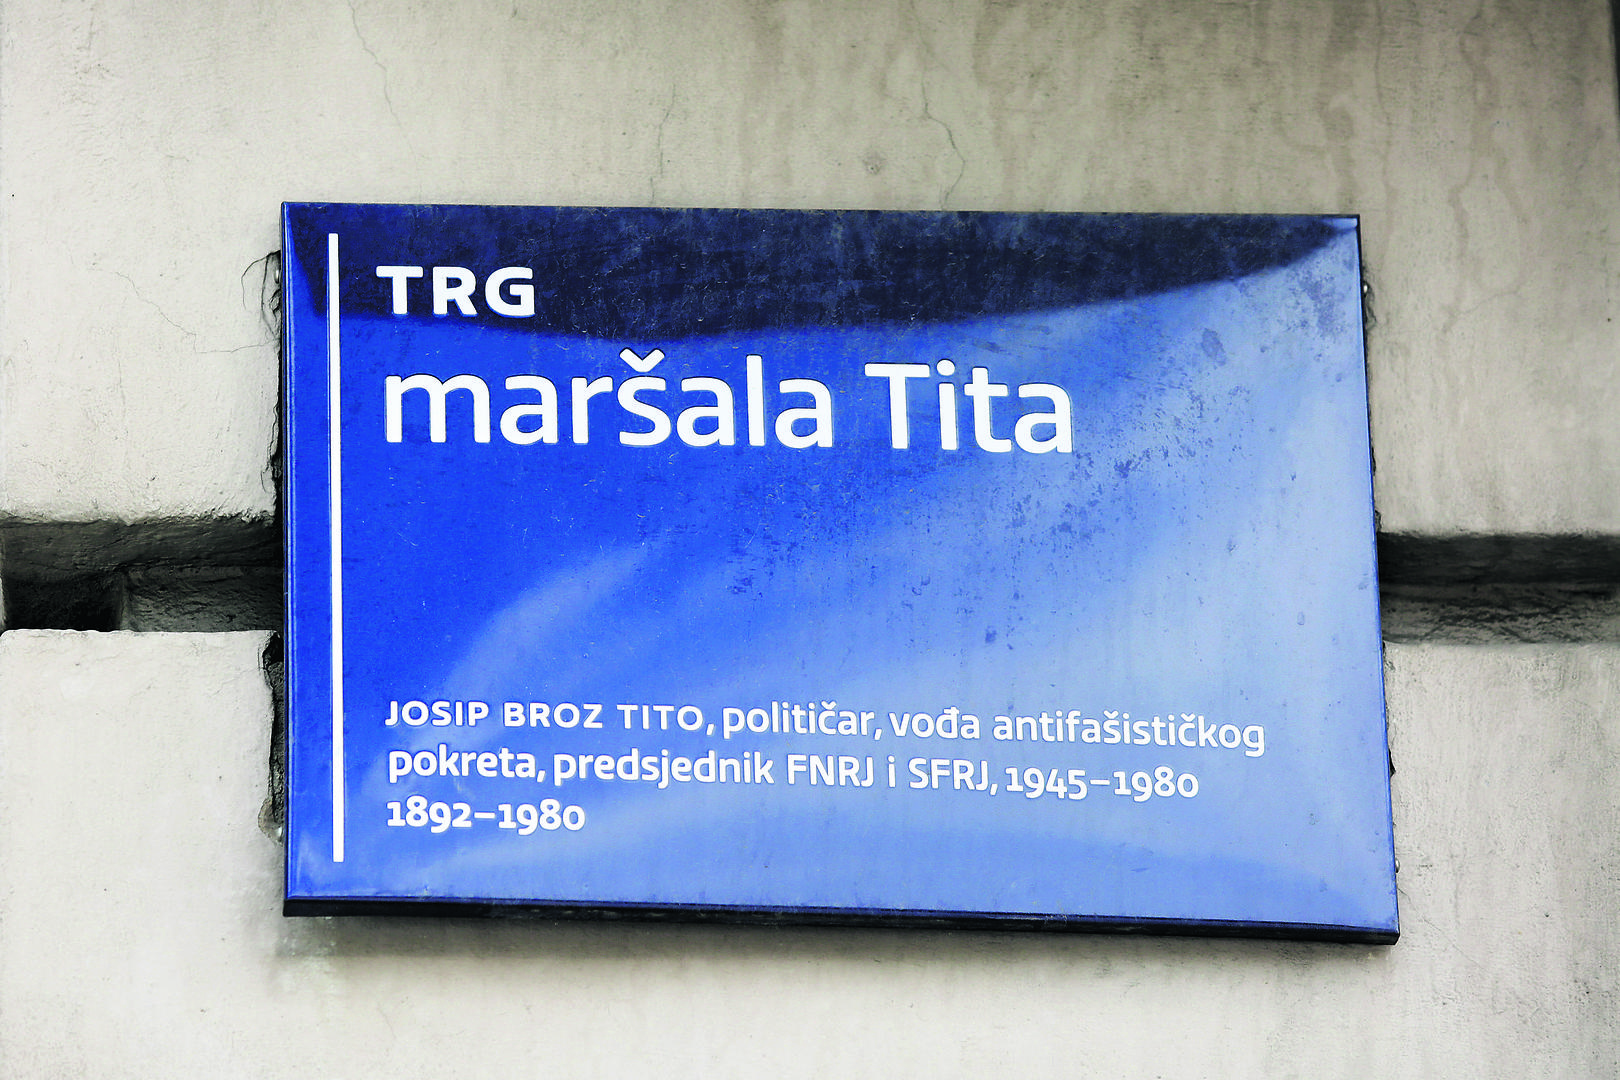 TRG
maršala Tita
JOSIP BROZ TITO, političar, vođa antifašističkog
pokreta, predsjednik FNRJ i SFRJ, 1945–1980
1892–1980